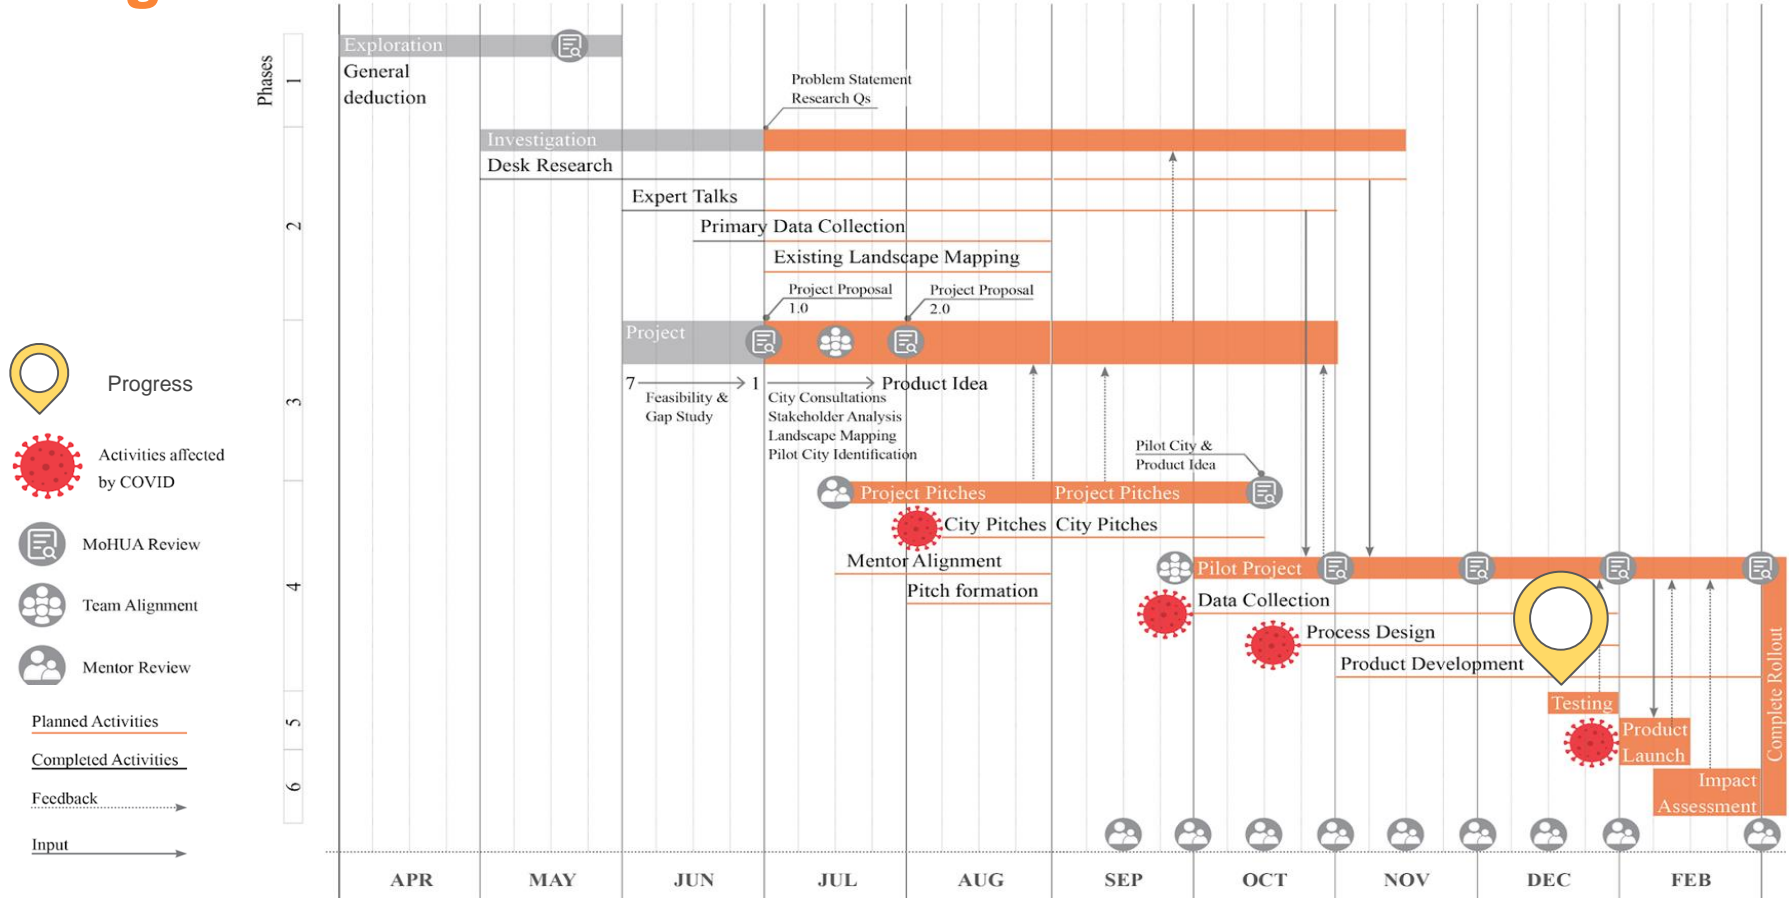 g
Exploration
General
deduction
Phases
1
Problem Statement
Research Qs
Investigation
Desk Research
Expert Talks
2
Primary Data Collection
Existing Landscape Mapping
Project Proposal
1.0
Project Proposal
2.0
Project
7
1
Product Idea
Feasibility &
Gap Study
City Consultations
Stakeholder Analysis
Landscape Mapping
Pilot City Identification
3
Pilot City &
Product Idea
Project Pitches
Project Pitches
City Pitches
City Pitches
Mentor Alignment
Pitch formation
4
Pilot Project
Data Collection
Process Design
Product Development
5
Testing
Product
Launch
6
Impact
Assessment
Complete Rollout
Progress
Activities affected
by COVID
MoHUA Review
Team Alignment
Mentor Review
Planned Activities
Completed Activities
Feedback
Input
APR
MAY
JUN
JUL
AUG
SEP
OCT
NOV
DEC
FEB